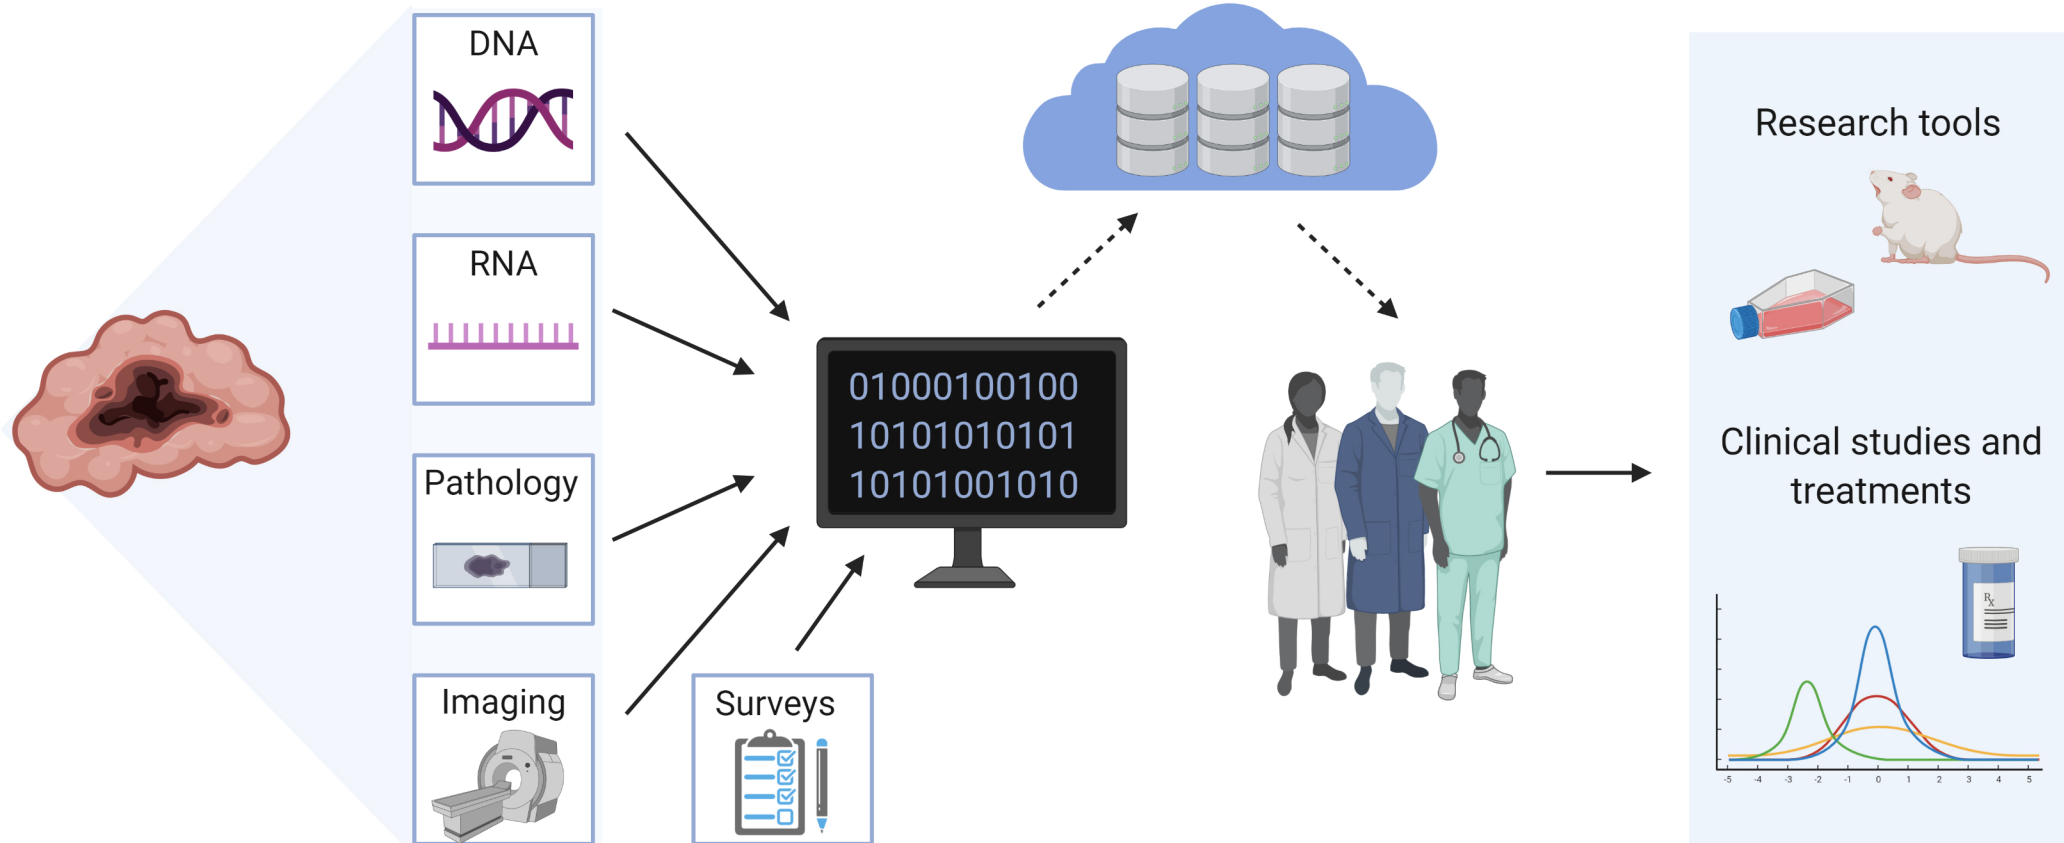 DNA
RNA
Pathology
Imaging
Surveys
01000100100
10101010101
10101001010
Research tools
Clinical studies and
treatments
Rx
-5 -4 -3 -2 -1 0 1 2 3 4 5